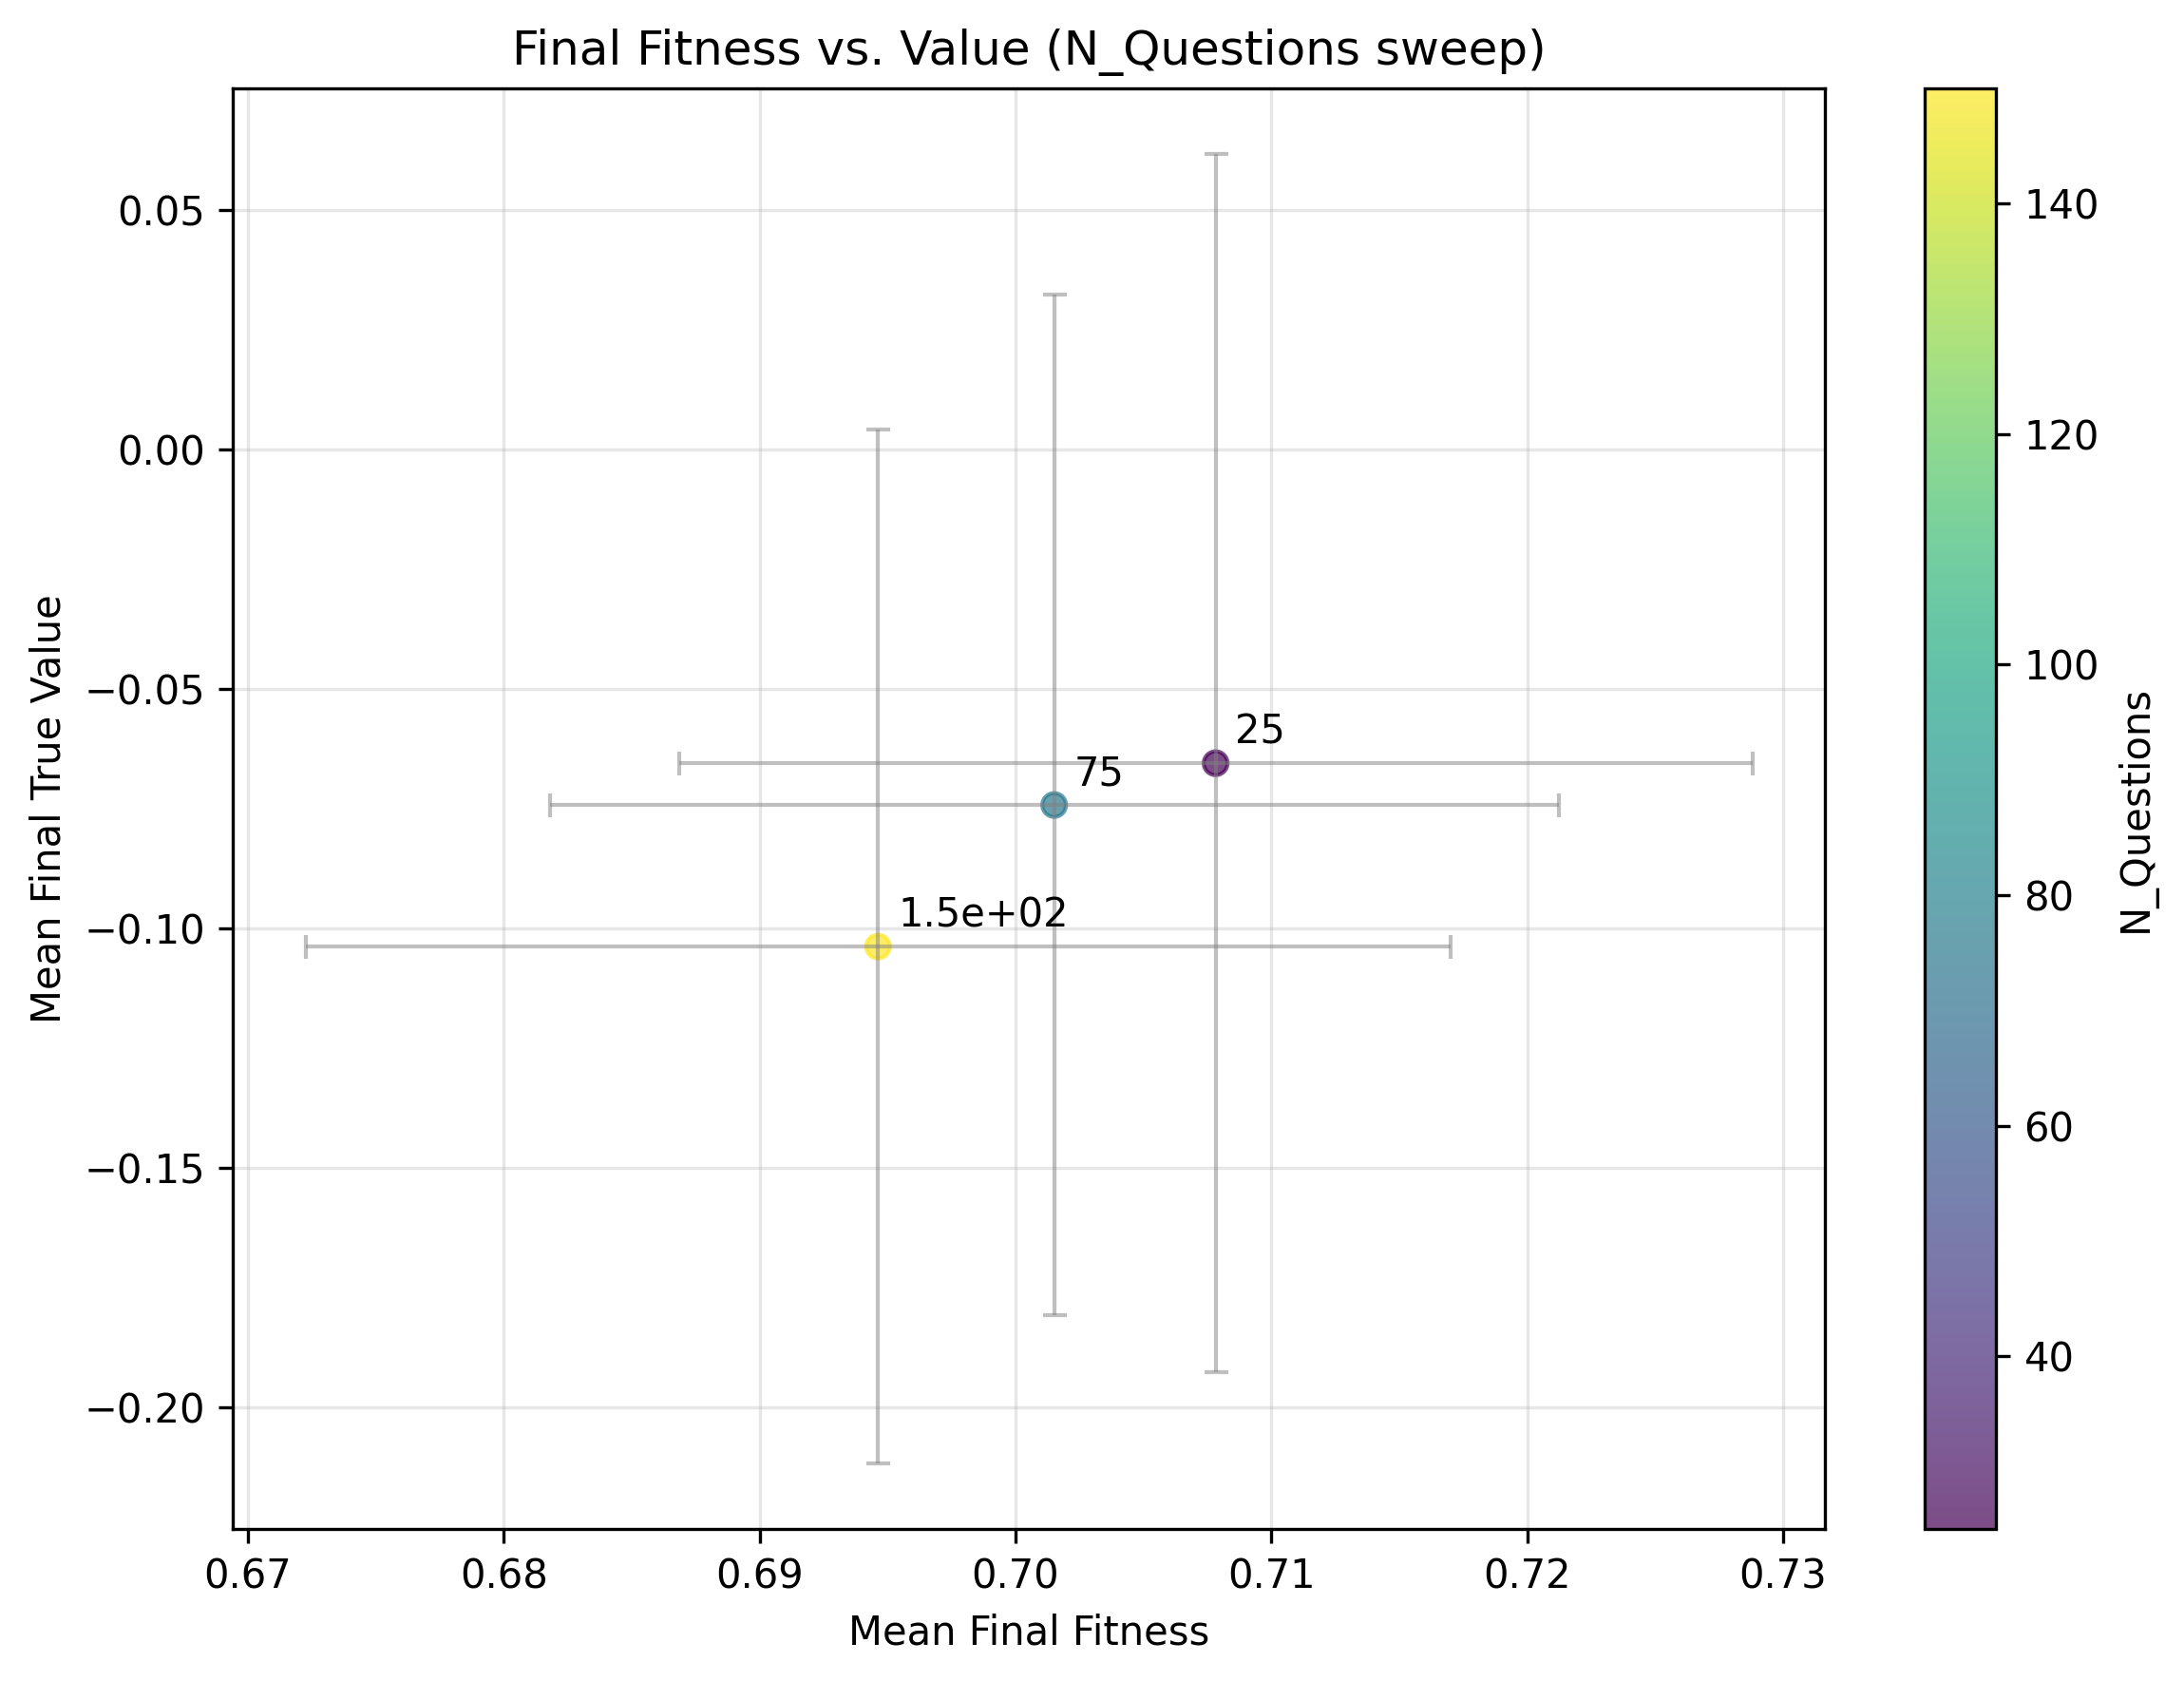 Final Fitness vs. Value (N_Questions sweep)
0.05
0.00
−0.05
−0.10
−0.15
−0.20
Mean Final True Value
25
75
1.5e+02
0.67 0.68 0.69 0.70 0.71 0.72 0.73
Mean Final Fitness
140
120
100
80
60
40
N_Questions